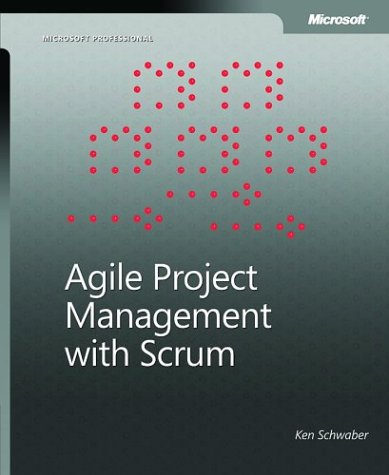 Microsoft®
MICROSOFT PROFESSIONAL
Agile Project
Management
with Scrum
Ken Schwaber